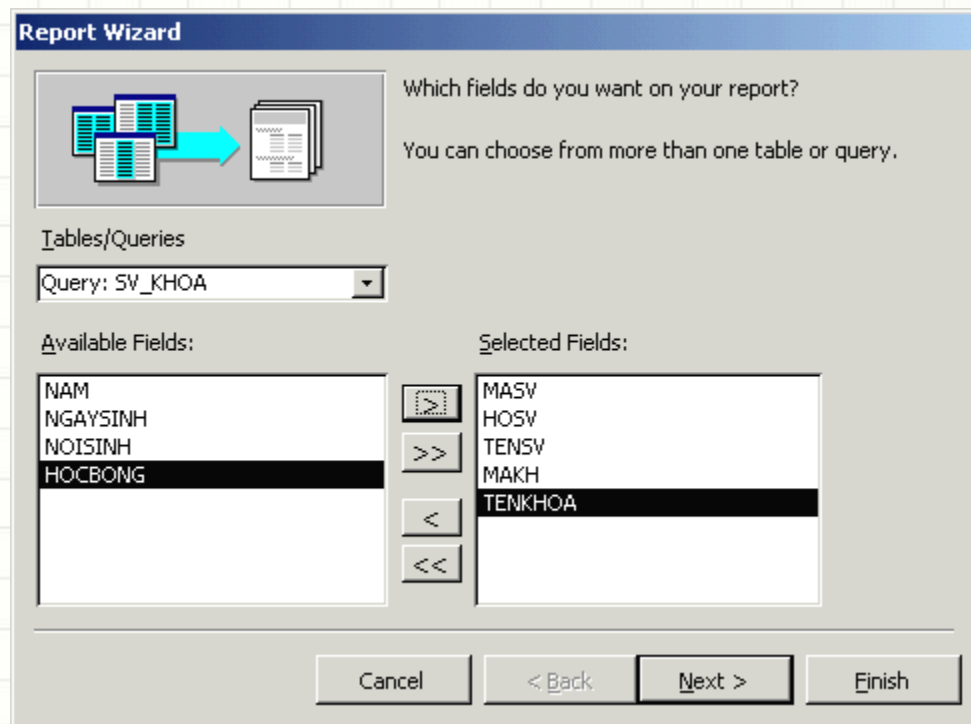 Report Wizard
Which fields do you want on your report?
You can choose from more than one table or query.
Tables/Queries
Query: SV_KHOA
Available Fields:
Selected Fields:
NAM
NGAYSINH
NOISINH
HOCBONG
>
>>
<
<<
MASV
HOSV
TENSV
MAKH
TENKHOA
Cancel
< Back
Next >
Finish